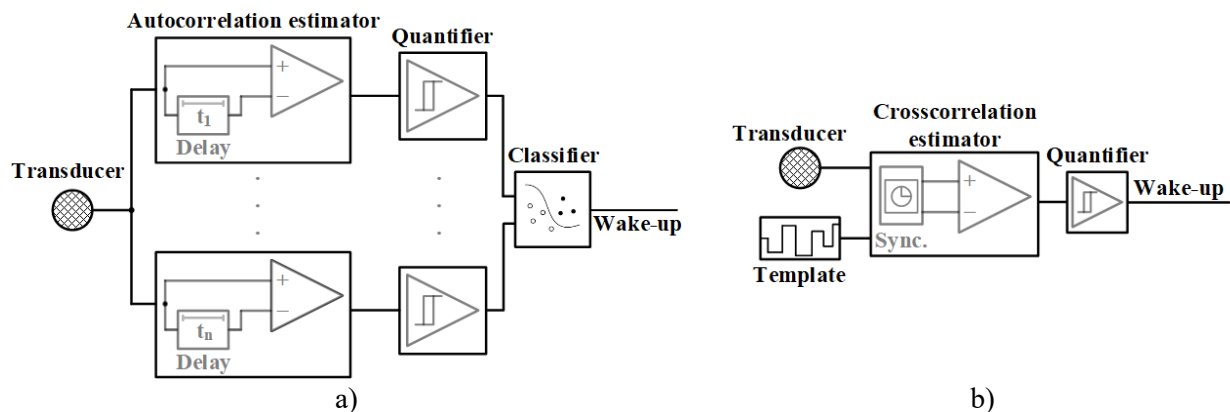 Autocorrelation estimator
Quantifier
t1
Delay
Transducer
Classifier
Wake-up
tn
Delay
a)
Crosscorrelation
estimator
Transducer
Quantifier
Wake-up
Sync.
Template
b)